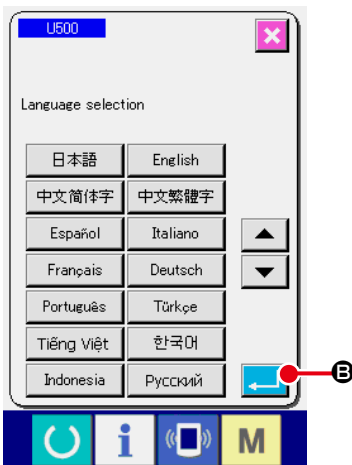 U500
Language selection
日本語 English
中文简体字 中文繁體字
Español Italiano
Français Deutsch
Português Türkçe
Tiếng Việt 한국어
Indonesia Русский
B
i M